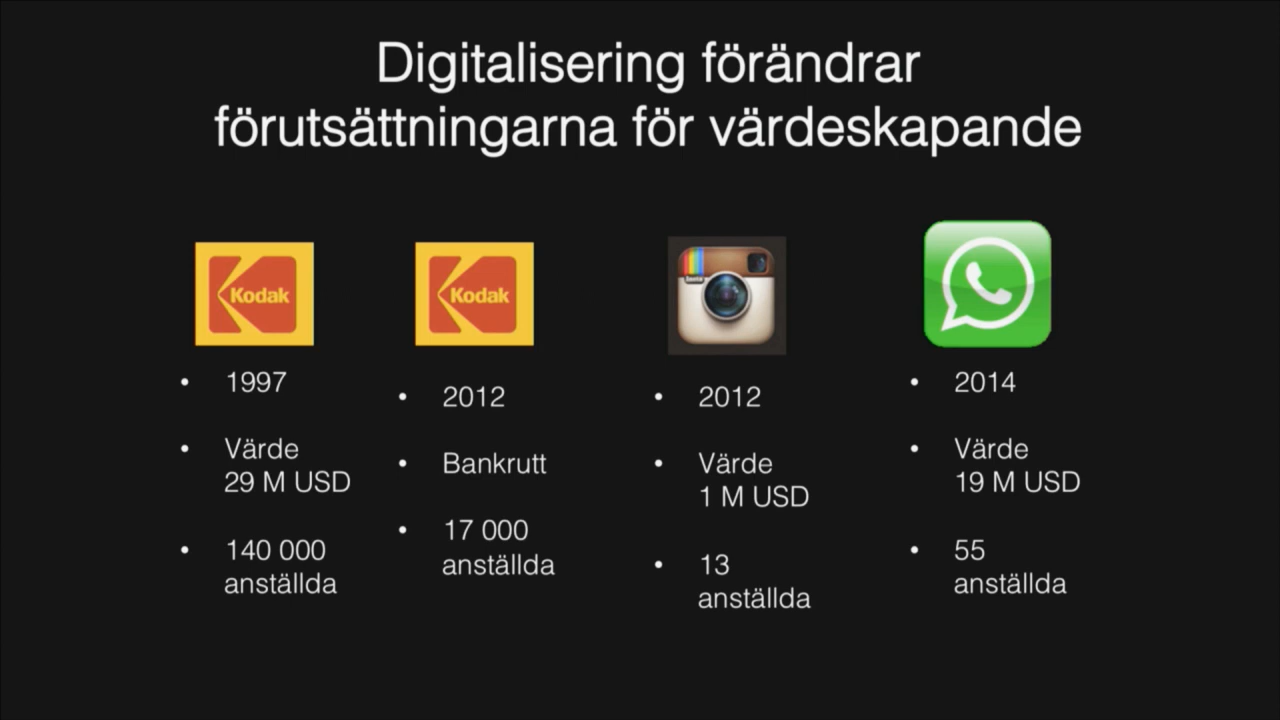 Digitalisering förändrar
förutsättningarna för värdeskapande
Kodak
• 1997
• Värde
29 M USD
• 140 000
anställda
Kodak
• 2012
• Bankrutt
• 17 000
anställda
• 2012
• Värde
1 M USD
• 13
anställda
• 2014
• Värde
19 M USD
• 55
anställda